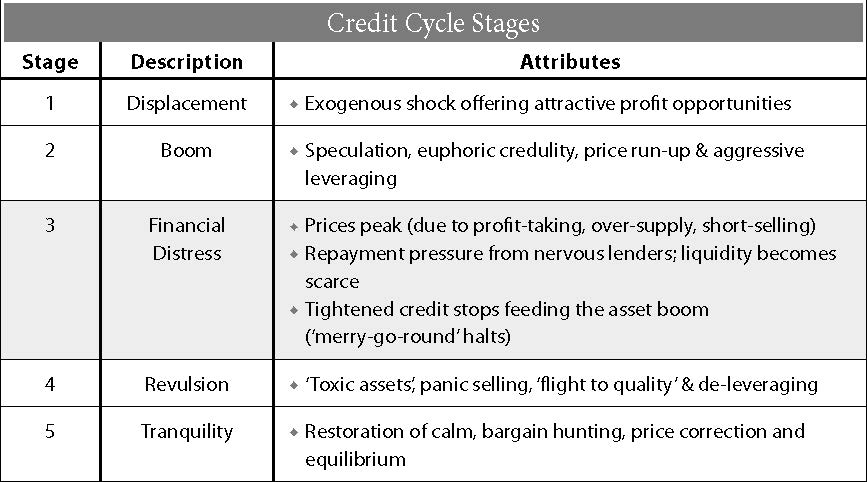 Credit Cycle Stages
Stage Description Attributes
1 Displacement ◆ Exogenous shock offering attractive profit opportunities
2 Boom ◆ Speculation, euphoric credulity, price run-up & aggressive
leveraging
3 Financial ◆ Prices peak (due to profit-taking, over-supply, short-selling)
Distress ◆ Repayment pressure from nervous lenders; liquidity becomes
scarce
◆ Tightened credit stops feeding the asset boom
(‘merry-go-round’ halts)
4 Revulsion ◆ ‘Toxic assets’, panic selling, ‘flight to quality’ & de-leveraging
5 Tranquility ◆ Restoration of calm, bargain hunting, price correction and
equilibrium